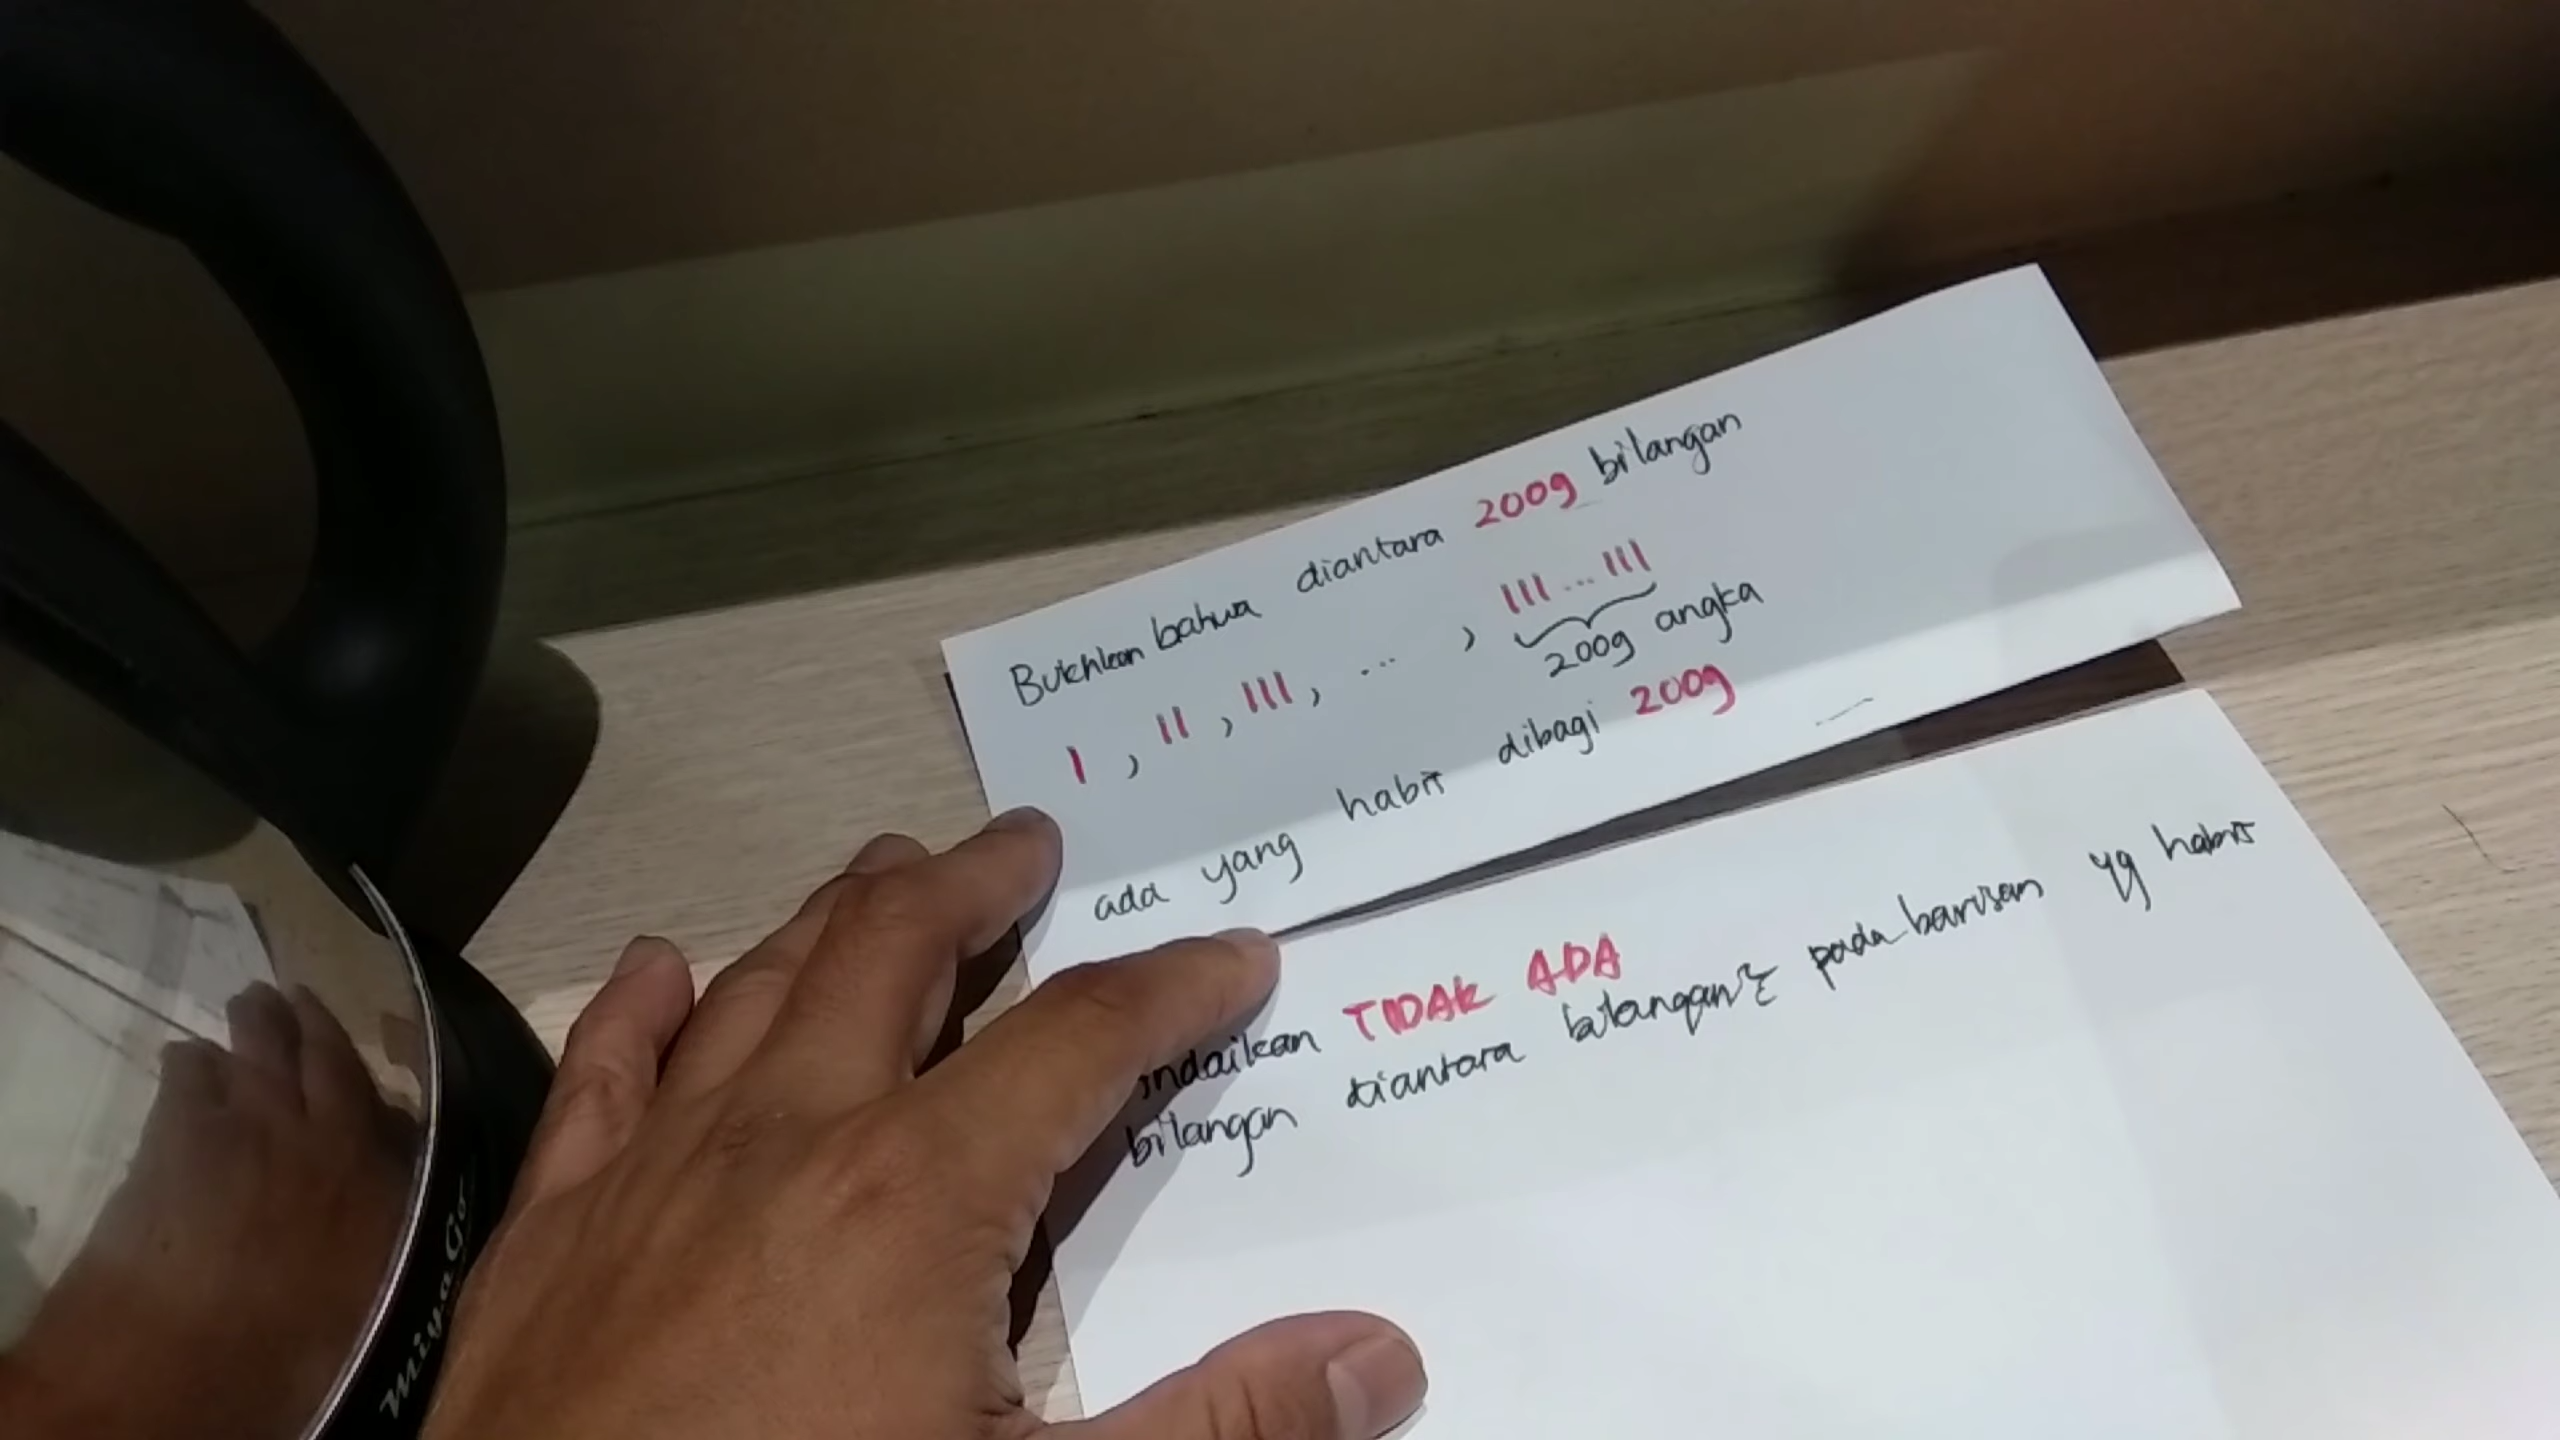 Buktikan bahwa diantara 2009 bilangan
1 , 11 , 111 , ... , 111...111
2009 angka
ada yang habis dibagi 2009
ndaikan TIDAK ADA
bilangan diantara bilangan2 pada barisan yg habis
MiyaGo